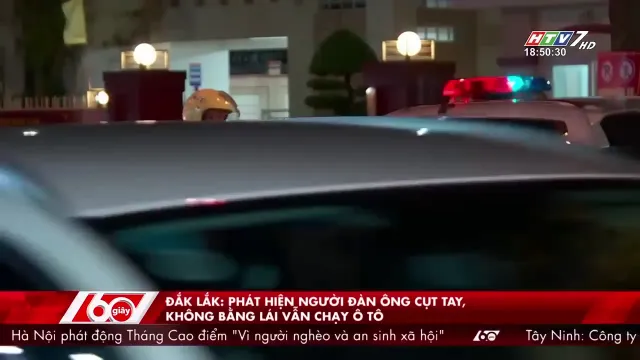 HTV7 HD
18:50:30
60 giây
ĐẮK LẮK: PHÁT HIỆN NGƯỜI ĐÀN ÔNG CỤT TAY,
KHÔNG BẰNG LÁI VẪN CHẠY Ô TÔ
Hà Nội phát động Tháng Cao điểm "Vì người nghèo và an sinh xã hội" 60 Tây Ninh: Công ty